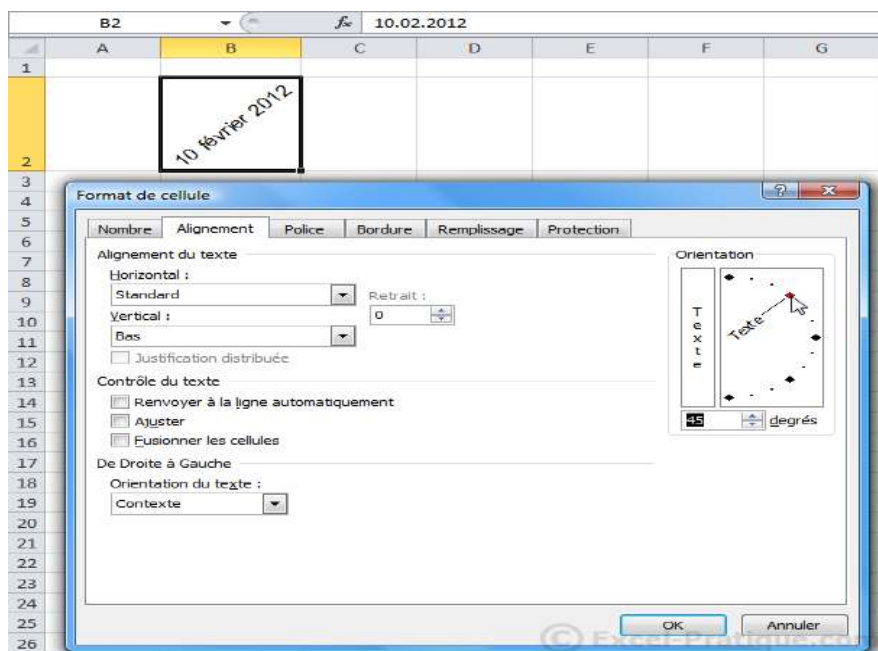 B2 fx 10.02.2012
A B C D E F G
1
10 février 2012
2
3
4
5
6
7
8
9
10
11
12
13
14
15
16
17
18
19
20
21
22
23
24
25
26
Format de cellule
Nombre Alignement Police Bordure Remplissage Protection
Alignement du texte
Horizontal :
Standard
Retrait :
Vertical :
0
Bas
Justification distribuée
Contrôle du texte
Renvoyer à la ligne automatiquement
Ajuster
Fusionner les cellules
De Droite à Gauche
Orientation du texte :
Contexte
Orientation
Texte
Texte
45 degrés
OK Annuler
© Excel-Pratique.com